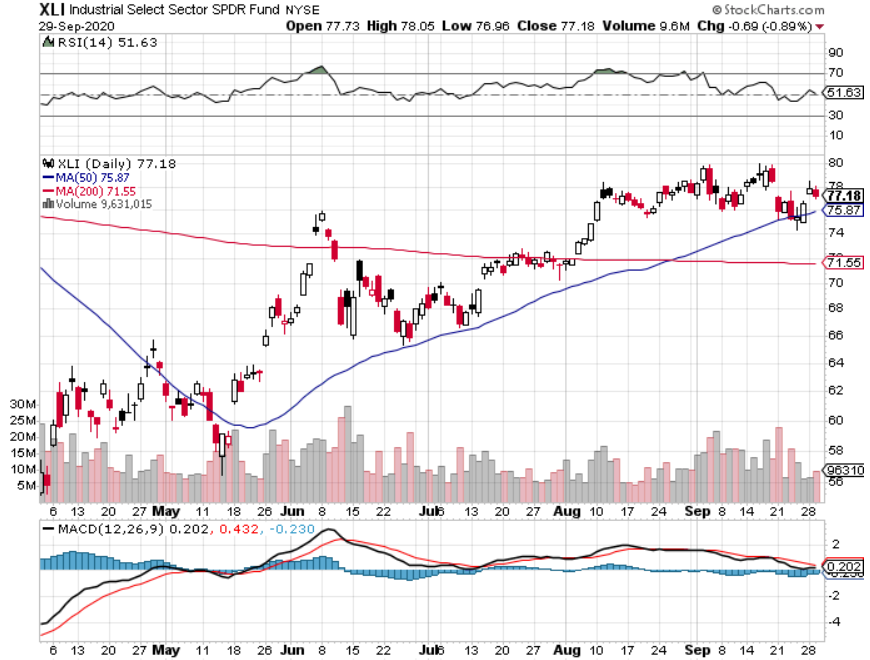 XLI Industrial Select Sector SPDR Fund NYSE
© StockCharts.com
29-Sep-2020
Open 77.73 High 78.05 Low 76.96 Close 77.18 Volume 9.6M Chg -0.69 (-0.89%)
RSI(14) 51.63
90
70
51.63
30
10
XLI (Daily) 77.18
MA(50) 75.87
MA(200) 71.55
Volume 9,631,015
80
78
77.18
75.87
74
72
71.55
70
68
66
64
62
60
58
56
30M
25M
20M
15M
10M
5M
96310
6 13 20 27 May 11 18 26 Jun 8 15 22 Jul 6 13 20 27 Aug 10 17 24 Sep 8 14 21 28
MACD(12,26,9) 0.202, 0.432, -0.230
2
0.202
-0.230
-2
-4
6 13 20 27 May 11 18 26 Jun 8 15 22 Jul 6 13 20 27 Aug 10 17 24 Sep 8 14 21 28